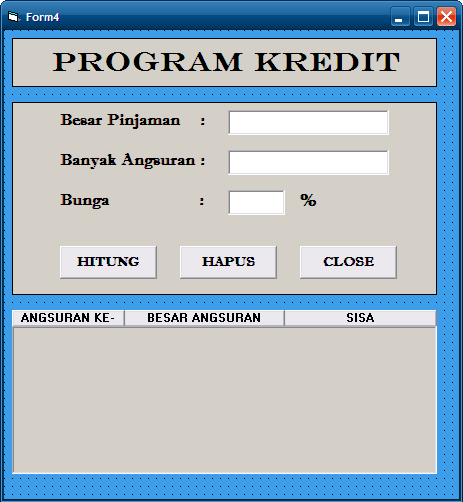 Form4
PROGRAM KREDIT
Besar Pinjaman :
Banyak Angsuran :
Bunga : %
HITUNG HAPUS CLOSE
ANGSURAN KE- BESAR ANGSURAN SISA